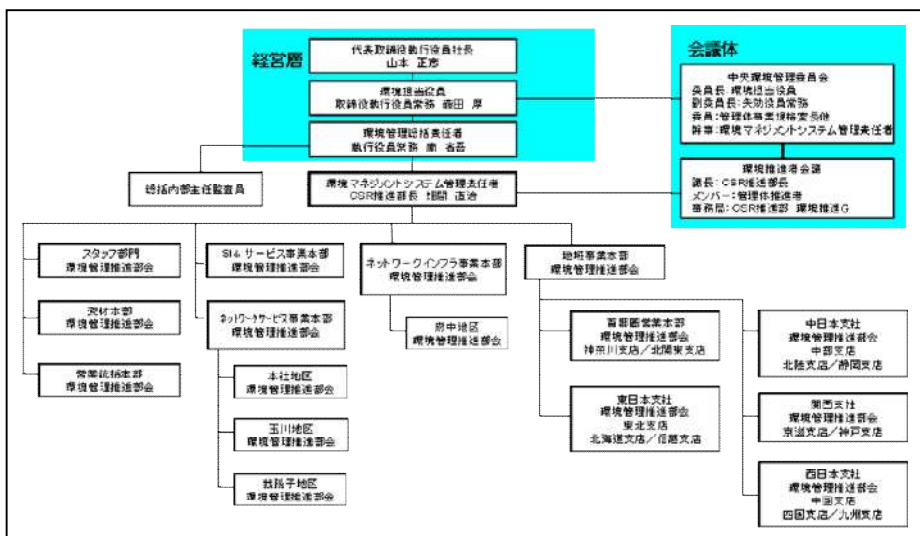 経営層
代表取締役執行役員社長
山本 正彦
環境担当役員
取締役執行役員常務 森田 厚
環境管理総括責任者
執行役員常務
総括内部主任監査員
環境マネジメントシステム管理責任者
CSR推進部長 直治
会議体
中央環境管理委員会
委員長:環境担当役員
副委員長: 執行役員常務
委員:管理体事業
幹事:環境マネジメントシステム管理責任者
環境推進者会議
議長:CSR推進部長
メンバー:管理体推進者
事務局:CSR推進部 環境推進G
スタッフ部門
環境管理推進部会
資材本部
環境管理推進部会
営業統括本部
環境管理推進部会
SI& サービス事業本部
環境管理推進部会
ネットワークサービス事業本部
環境管理推進部会
本社地区
環境管理推進部会
玉川地区
環境管理推進部会
我孫子地区
環境管理推進部会
ネットワークインフラ事業本部
環境管理推進部会
府中地区
環境管理推進部会
地域事業本部
環境管理推進部会
首都圏営業本部
環境管理推進部会
神奈川支店/北関東支店
東日本支社
環境管理推進部会
東北支店
北海道支店/信越支店
中日本支社
環境管理推進部会
中部支店
北陸支店/静岡支店
関西支社
環境管理推進部会
京滋支店/神戸支店
西日本支社
環境管理推進部会
中国支店
四国支店/九州支店